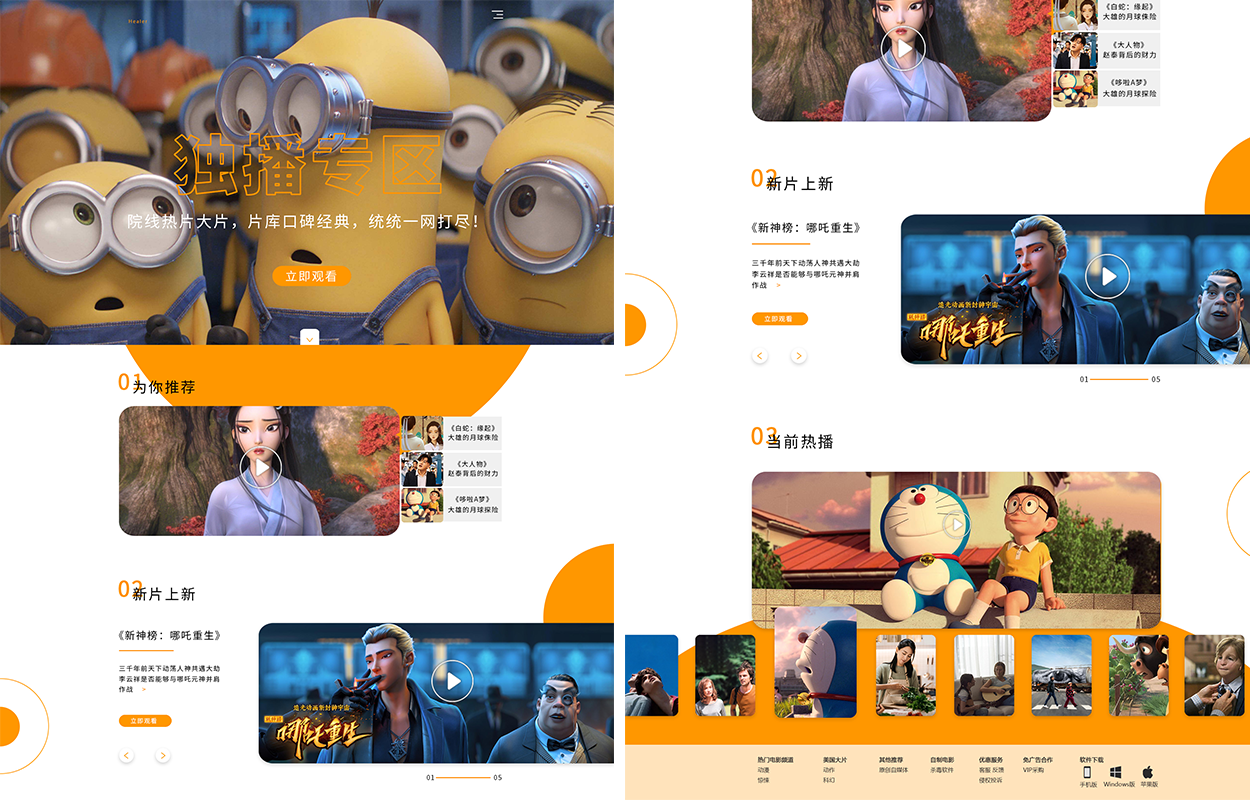 Healer
独播专区
院线热片大片，片库口碑经典，统统一网打尽！
立即观看
01
为你推荐
《白蛇：缘起》
大雄的月球侏险
《大人物》
赵泰背后的财力
《哆啦A梦》
大雄的月球探险
02
新片上新
《新神榜：哪吒重生》
三千年前天下动荡人神共遇大劫
李云祥是否能够与哪吒元神并肩
作战 >
立即观看
新神榜
哪吒重生
01
05
《白蛇：缘起》
大雄的月球侏险
《大人物》
赵泰背后的财力
《哆啦A梦》
大雄的月球探险
02
新片上新
《新神榜：哪吒重生》
三千年前天下动荡人神共遇大劫
李云祥是否能够与哪吒元神并肩
作战 >
立即观看
追光动画新封神宇宙
新神榜
哪吒重生
01
05
03
当前热播
热门电影频道
动漫
惊悚
美国大片
动作
科幻
其他推荐
原创自媒体
自制电影
杀毒软件
优惠服务
客服 反馈
侵权投诉
免广告合作
VIP采购
软件下载
手机版
Windows版
苹果版